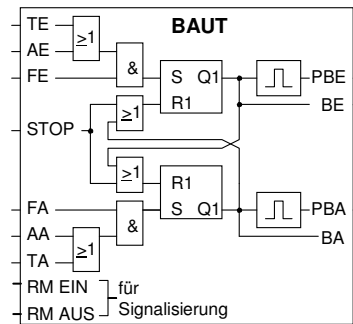 BAUT
TE
≥1
AE
&
FE
S Q1
PBE
R1
BE
≥1
STOP
≥1
R1
FA
S Q1
PBA
&
AA
≥1
BA
TA
RM EIN
für
RM AUS
Signalisierung